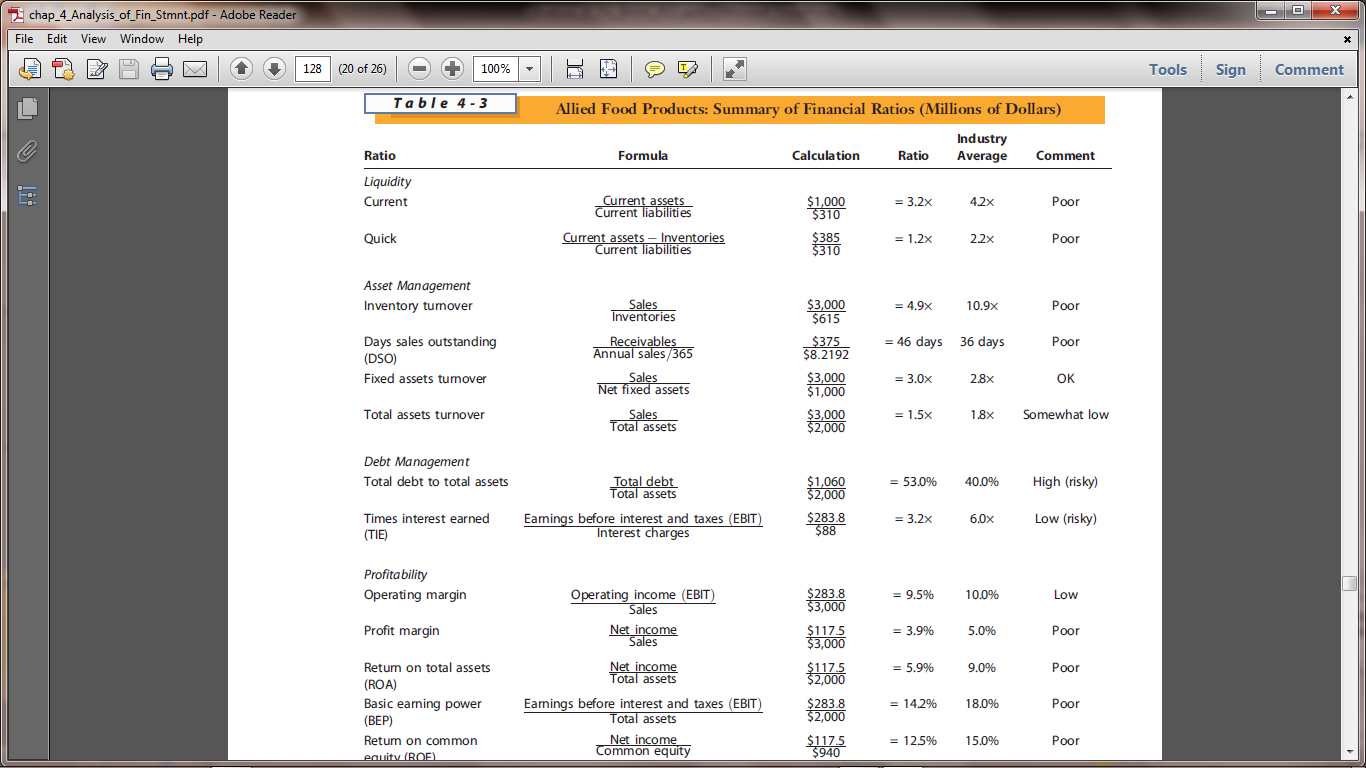 chap_4_Analysis_of_Fin_Stmnt.pdf - Adobe Reader
File Edit View Window Help
128 (20 of 26) 100% Tools Sign Comment
Table 4-3 Allied Food Products: Summary of Financial Ratios (Millions of Dollars)
Industry
Ratio Formula Calculation Ratio Average Comment
Liquidity
Current Current assets $1,000 = 3.2× 4.2× Poor
Current liabilities $310
Quick Current assets − Inventories $385 = 1.2× 2.2× Poor
Current liabilities $310
Asset Management
Inventory turnover Sales $3,000 = 4.9× 10.9× Poor
Inventories $615
Days sales outstanding Receivables $375 = 46 days 36 days Poor
(DSO) Annual sales/365 $8.2192
Fixed assets turnover Sales $3,000 = 3.0× 2.8× OK
Net fixed assets $1,000
Total assets turnover Sales $3,000 = 1.5× 1.8× Somewhat low
Total assets $2,000
Debt Management
Total debt to total assets Total debt $1,060 = 53.0% 40.0% High (risky)
Total assets $2,000
Times interest earned Earnings before interest and taxes (EBIT) $283.8 = 3.2× 6.0× Low (risky)
(TIE) Interest charges $88
Profitability
Operating margin Operating income (EBIT) $283.8 = 9.5% 10.0% Low
Sales $3,000
Profit margin Net income $117.5 = 3.9% 5.0% Poor
Sales $3,000
Return on total assets Net income $117.5 = 5.9% 9.0% Poor
(ROA) Total assets $2,000
Basic earning power Earnings before interest and taxes (EBIT) $283.8 = 14.2% 18.0% Poor
(BEP) Total assets $2,000
Return on common Net income $117.5 = 12.5% 15.0% Poor
equity (ROE) Common equity $940